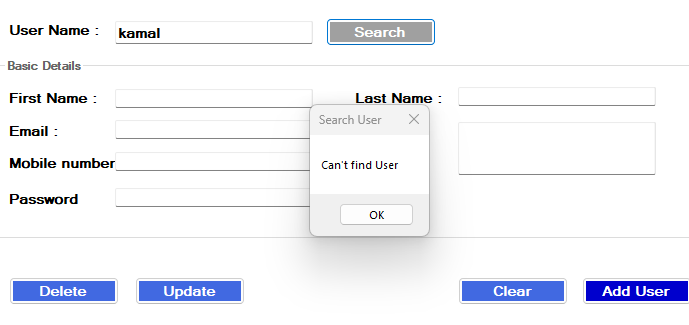 User Name : kamal Search
Basic Details
First Name : Last Name :
Search User
Email :
Can't find User
Mobile number
Password
OK
Delete Update Clear Add User